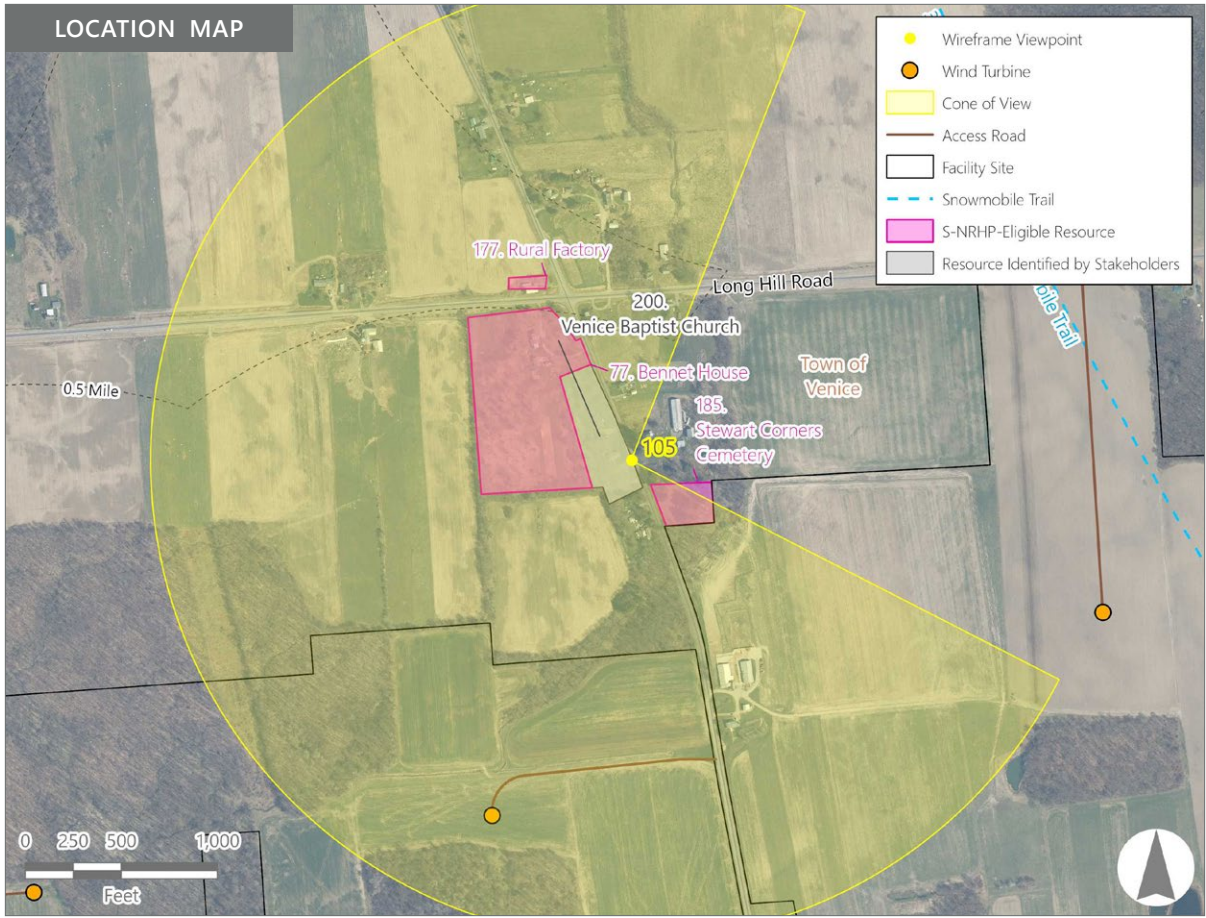 LOCATION MAP
Wireframe Viewpoint
Wind Turbine
Cone of View
Access Road
Facility Site
Snowmobile Trail
S-NRHP-Eligible Resource
Resource Identified by Stakeholders
177. Rural Factory
Long Hill Road
200.
Venice Baptist Church
Trail
0.5 Mile
77. Bennet House
Town of
Venice
185.
Stewart Corners
Cemetery
105
0 250 500 1,000
Feet